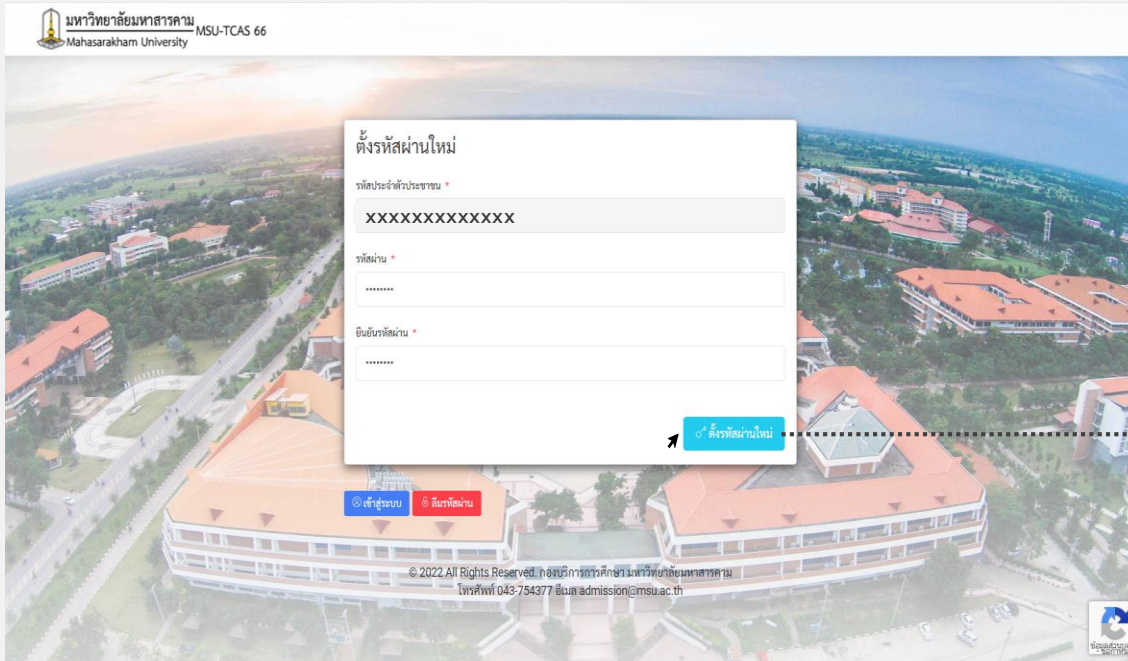 มหาวิทยาลัยมหาสารคาม
Mahasarakham University
MSU-TCAS 66
ตั้งรหัสผ่านใหม่
รหัสประจำตัวประชาชน *
XXXXXXXXXXXXX
รหัสผ่าน *
••••••••
ยืนยันรหัสผ่าน *
••••••••
ตั้งรหัสผ่านใหม่
เข้าสู่ระบบ ลืมรหัสผ่าน
© 2022 All Rights Reserved. กองบริการการศึกษา มหาวิทยาลัยมหาสารคาม
โทรศัพท์ 043-754377 อีเมล admission@msu.ac.th